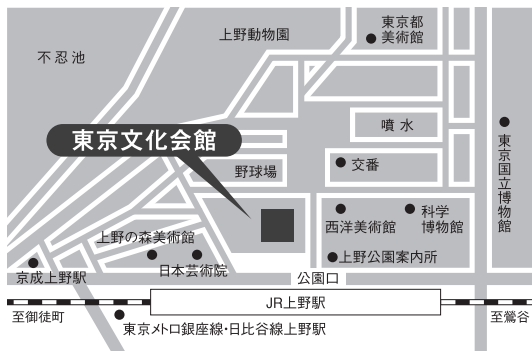 東京都
美術館
上野動物園
不忍池
噴水
東京文化会館
交番
野球場
東京国立博物館
西洋美術館
科学
博物館
上野の森美術館
日本芸術院
上野公園案内所
京成上野駅
公園口
JR上野駅
至御徒町
至鶯谷
東京メトロ銀座線・日比谷線上野駅